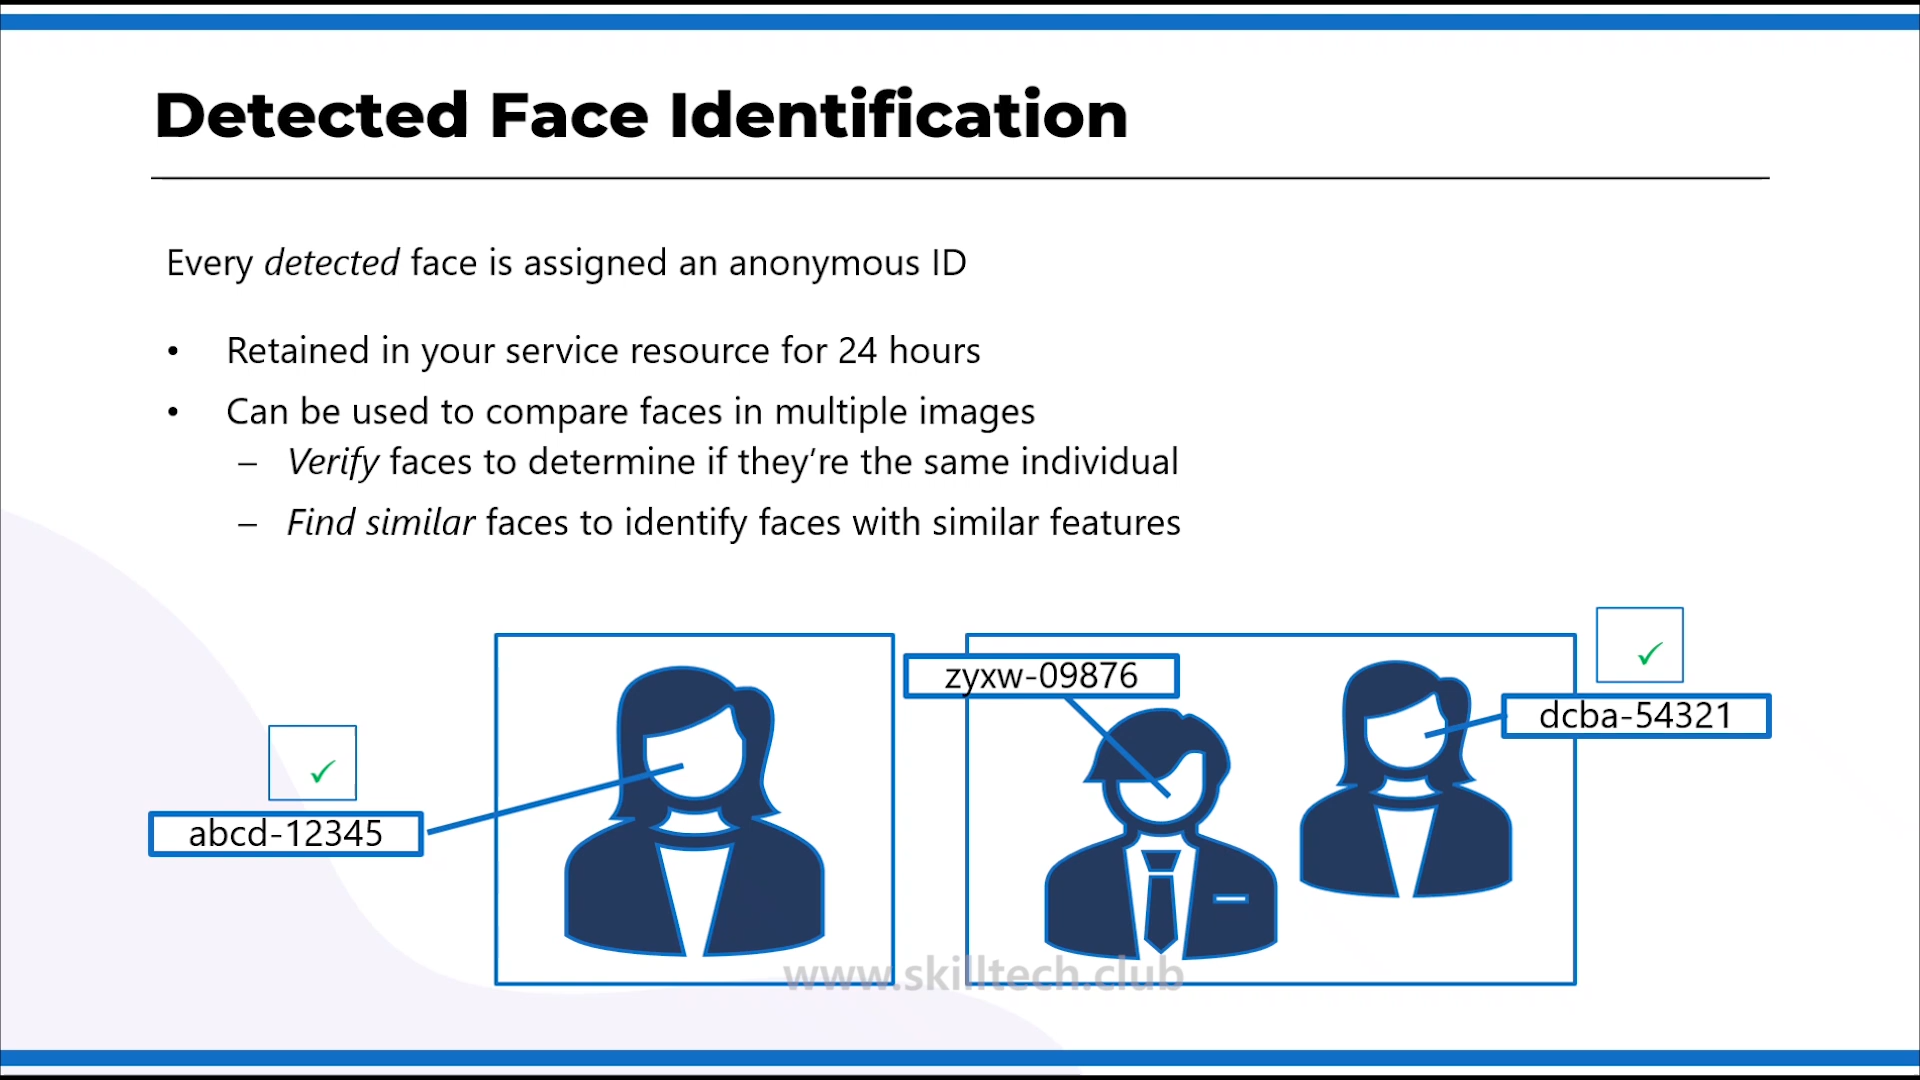 Detected Face Identification
Every detected face is assigned an anonymous ID
• Retained in your service resource for 24 hours
• Can be used to compare faces in multiple images
– Verify faces to determine if they're the same individual
– Find similar faces to identify faces with similar features
zyxw-09876
dcba-54321
abcd-12345
www.skilltech.club